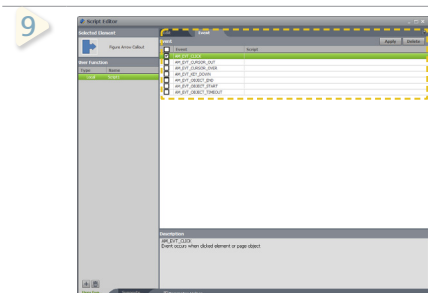 9
Script Editor
Selected Element
Figure Arrow Callout
User Function
Type Name
Event
Event
Apply Delete
Event Script
AM_EVT_CLICK
AM_EVT_CURSOR_OUT
AM_EVT_CURSOR_OVER
AM_EVT_KEY_DOWN
AM_EVT_OBJECT_END
AM_EVT_OBJECT_START
AM_EVT_OBJECT_TIMEOUT
Description
AM_EVT_CLICK
Event occurs when clicked element or page object